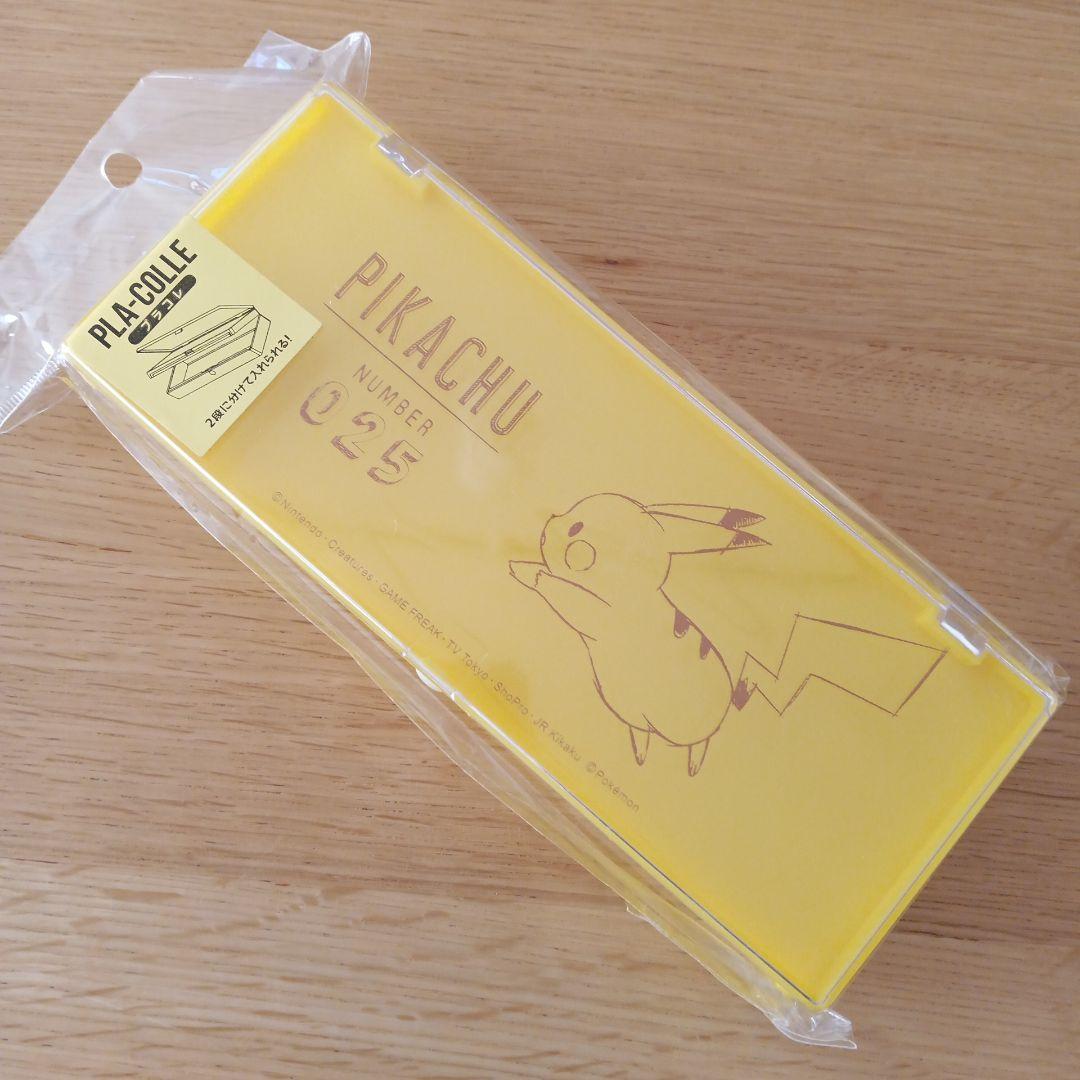 PLA-COLLE
プラコレ
2段に分けて入れられる!
PIKACHU
NUMBER
025
©Nintendo・Creatures・GAME FREAK・TV Tokyo・ShoPro・JR Kikaku ©Pokémon